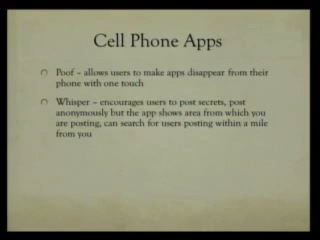 Cell Phone Apps
Poof – allows users to make apps disappear from their
phone with one touch
Whisper – encourages users to post secrets, post
anonymously but the app shows area from which you
are posting, can search for users posting within a mile
from you